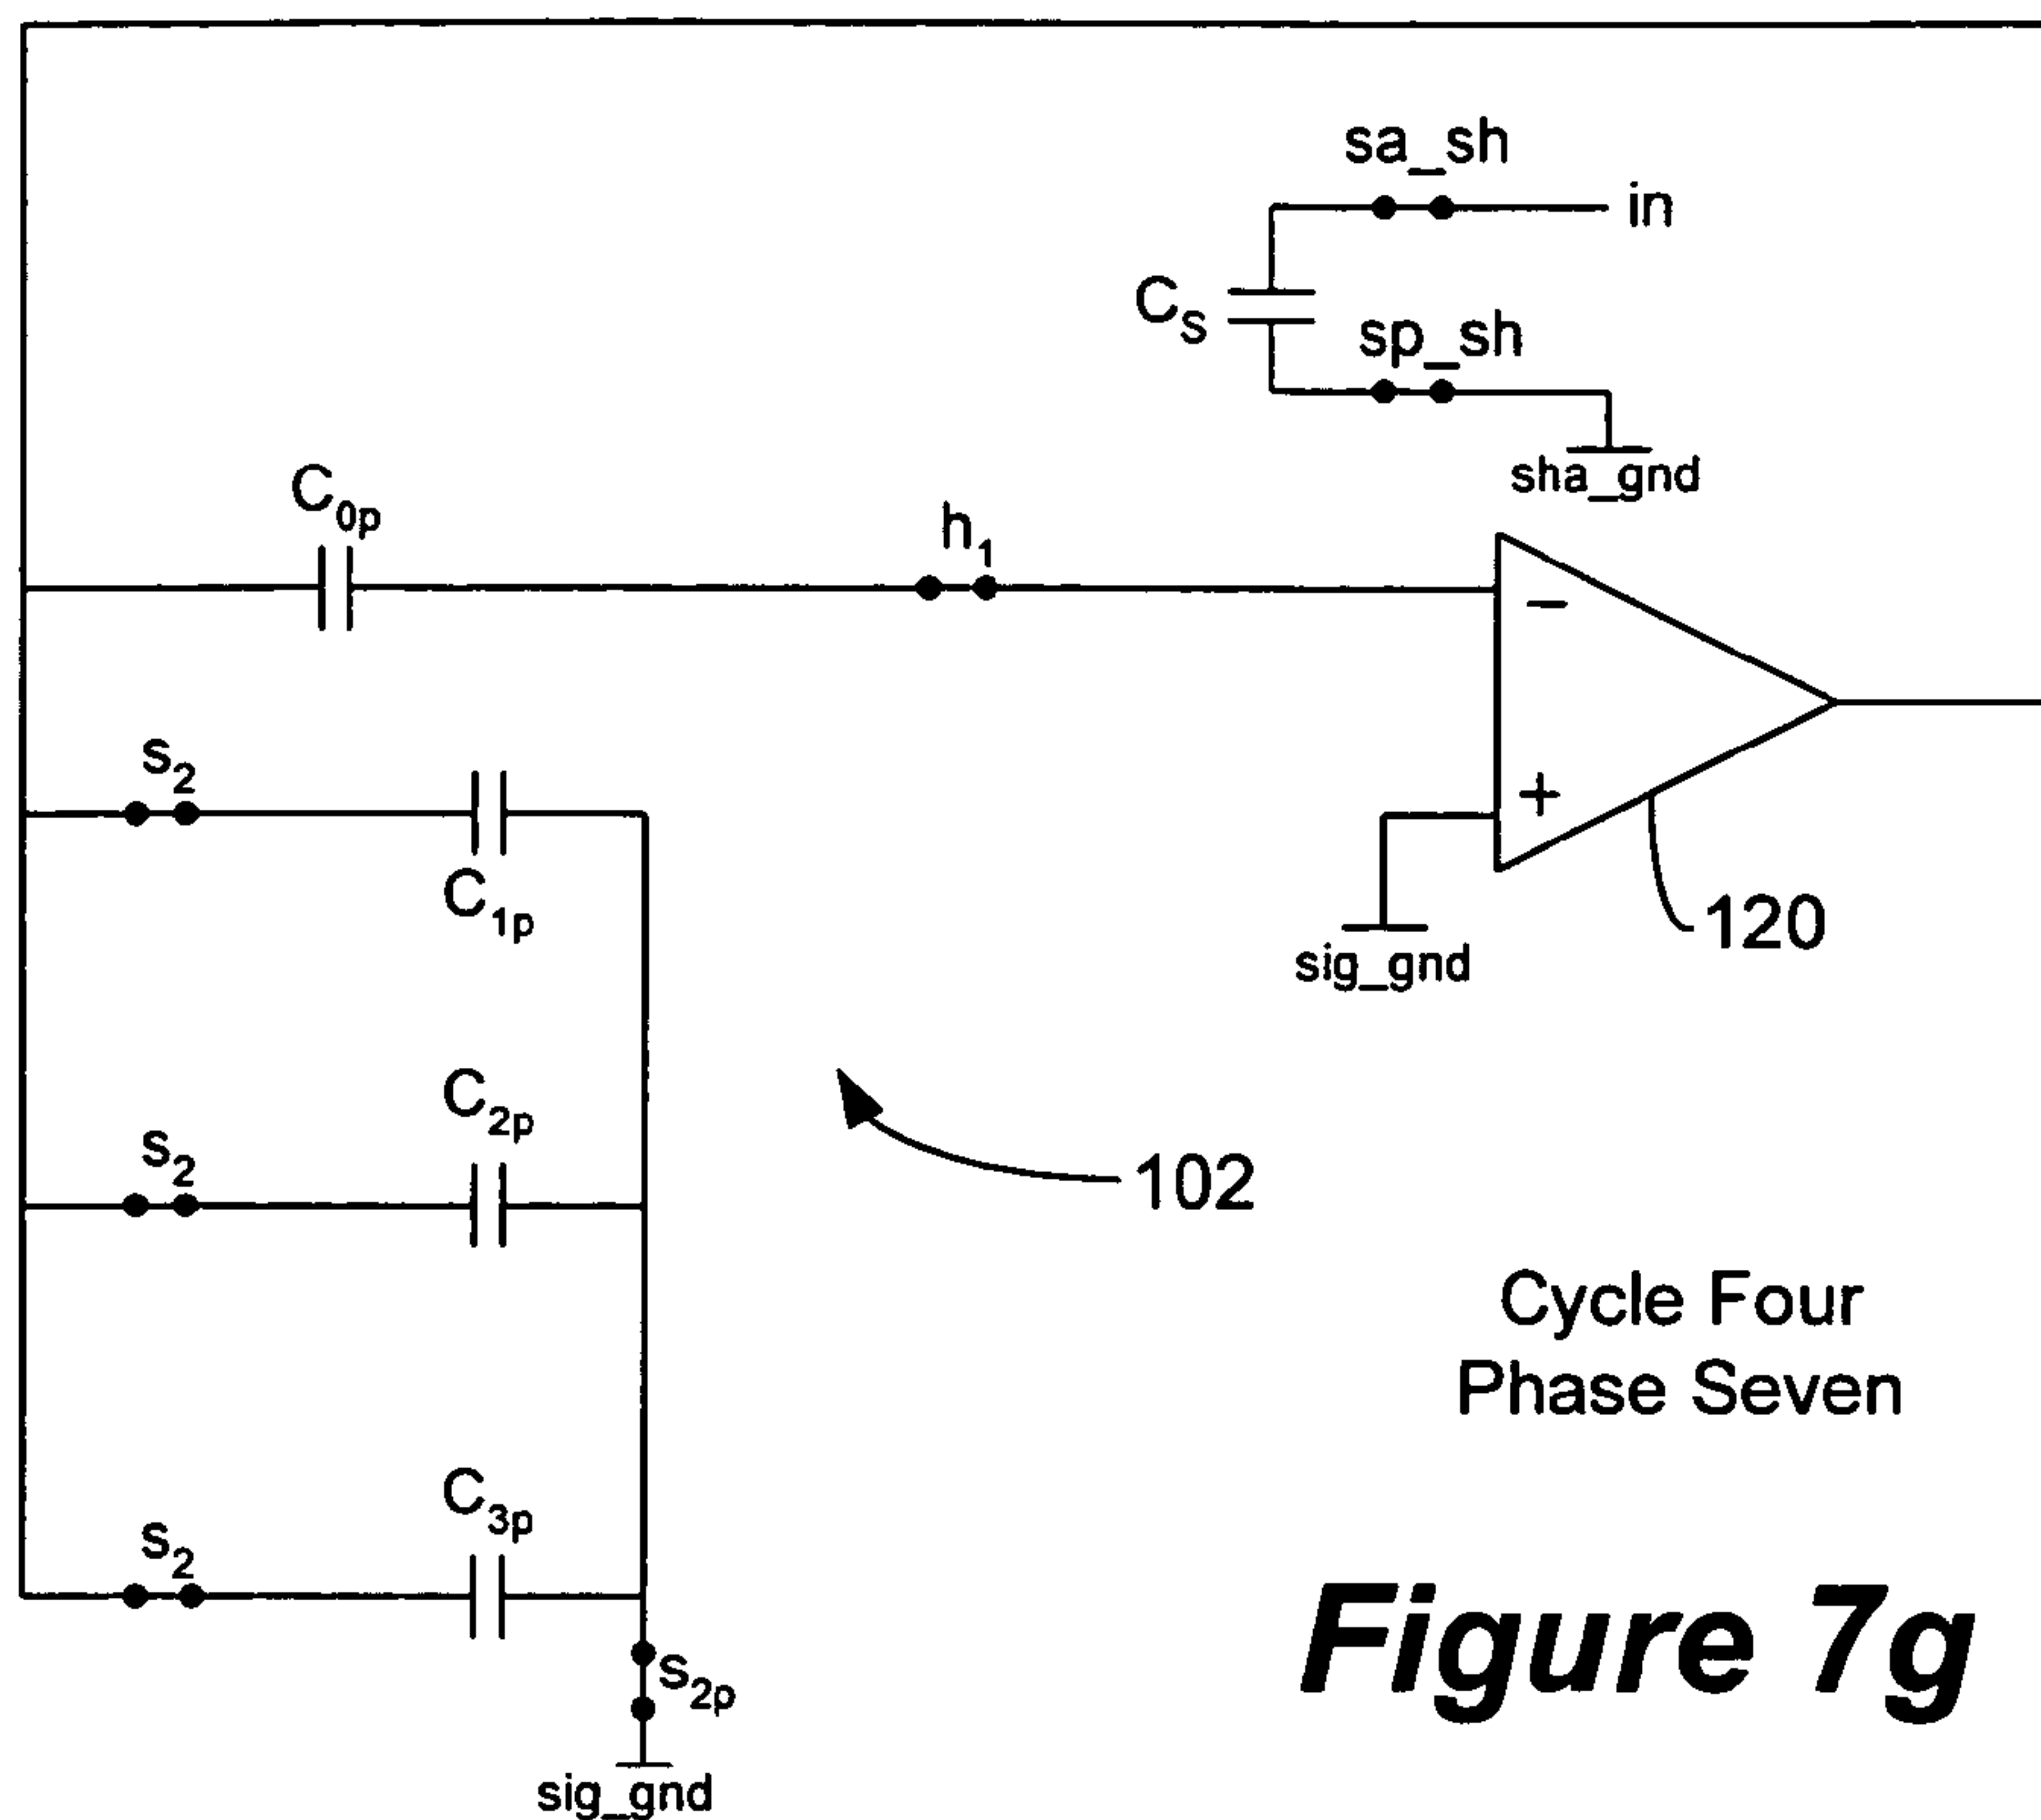 sa_sh
in
C_S
sp_sh
sha_gnd
C_0p
h_1
−
s_2
+
C_1p
120
sig_gnd
C_2p
s_2
102
Cycle Four
Phase Seven
C_3p
s_2
Figure 7g
s_2p
sig_gnd